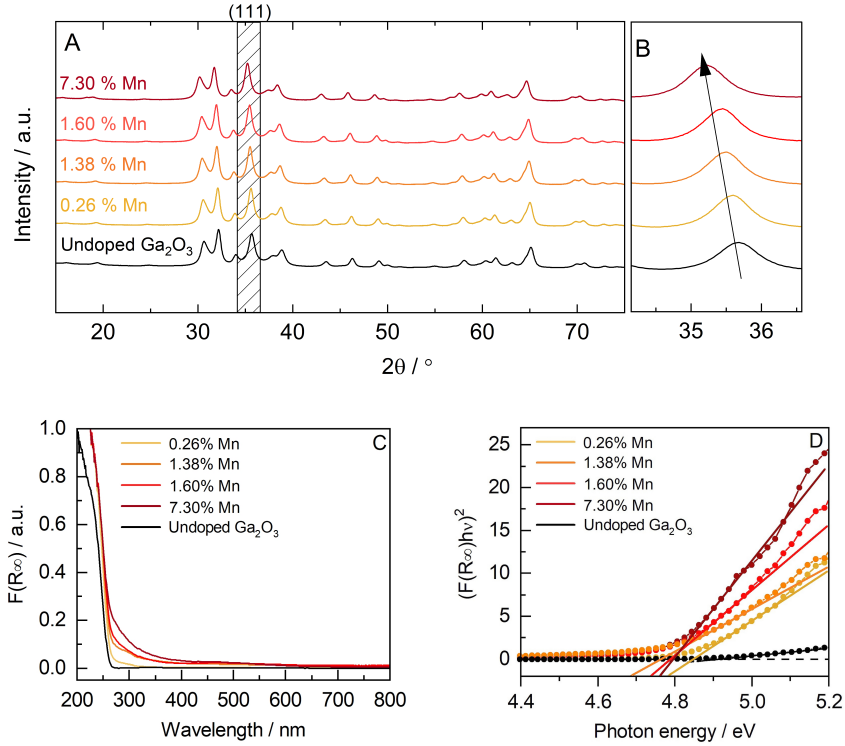 (111)
A
7.30 % Mn
1.60 % Mn
1.38 % Mn
0.26 % Mn
Undoped Ga₂O₃
Intensity / a.u.
20 30 40 50 60 70
2θ / °
B
35 36
C
0.26% Mn
1.38% Mn
1.60% Mn
7.30% Mn
Undoped Ga₂O₃
F(R∞) / a.u.
1.0
0.8
0.6
0.4
0.2
0.0
200 300 400 500 600 700 800
Wavelength / nm
D
0.26% Mn
1.38% Mn
1.60% Mn
7.30% Mn
Undoped Ga₂O₃
(F(R∞)hν)²
25
20
15
10
5
0
4.4 4.6 4.8 5.0 5.2
Photon energy / eV